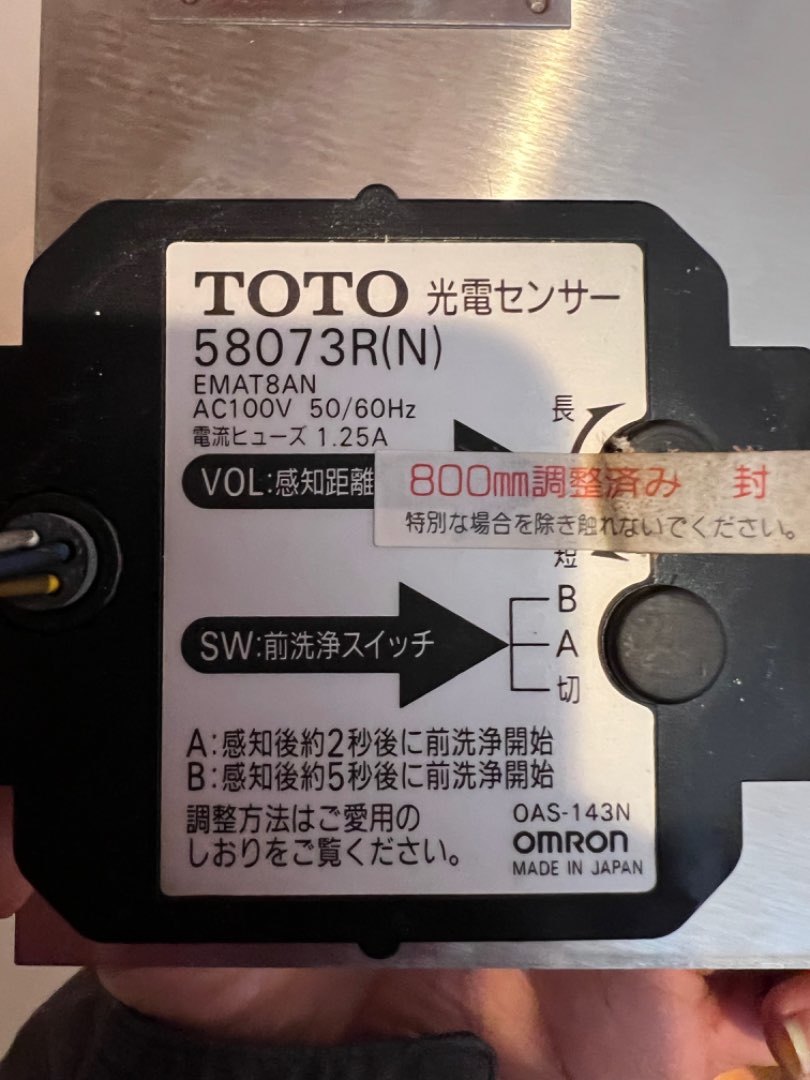 TOTO 光電センサー
58073R(N)
EMAT8AN
AC100V 50/60Hz
電流ヒューズ 1.25A
長
VOL:感知距離
800mm調整済み 封
特別な場合を除き触れないでください。
短
B
SW:前洗浄スイッチ
A
切
A:感知後約2秒後に前洗浄開始
B:感知後約5秒後に前洗浄開始
調整方法はご愛用の
しおりをご覧ください。
OAS-143N
OMRON
MADE IN JAPAN